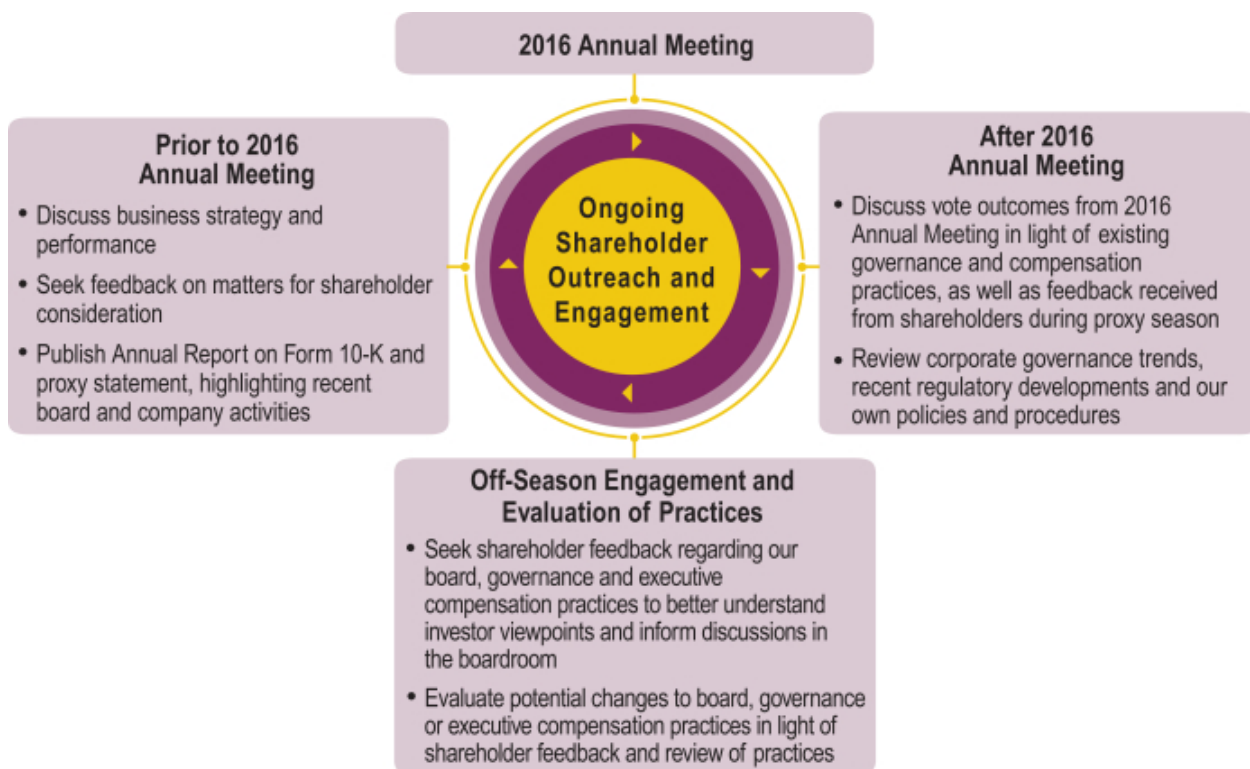 2016 Annual Meeting
Prior to 2016
Annual Meeting
• Discuss business strategy and
performance
• Seek feedback on matters for shareholder
consideration
• Publish Annual Report on Form 10-K and
proxy statement, highlighting recent
board and company activities
Ongoing
Shareholder
Outreach and
Engagement
After 2016
Annual Meeting
• Discuss vote outcomes from 2016
Annual Meeting in light of existing
governance and compensation
practices, as well as feedback received
from shareholders during proxy season
• Review corporate governance trends,
recent regulatory developments and our
own policies and procedures
Off-Season Engagement and
Evaluation of Practices
• Seek shareholder feedback regarding our
board, governance and executive
compensation practices to better understand
investor viewpoints and inform discussions in
the boardroom
• Evaluate potential changes to board, governance
or executive compensation practices in light of
shareholder feedback and review of practices